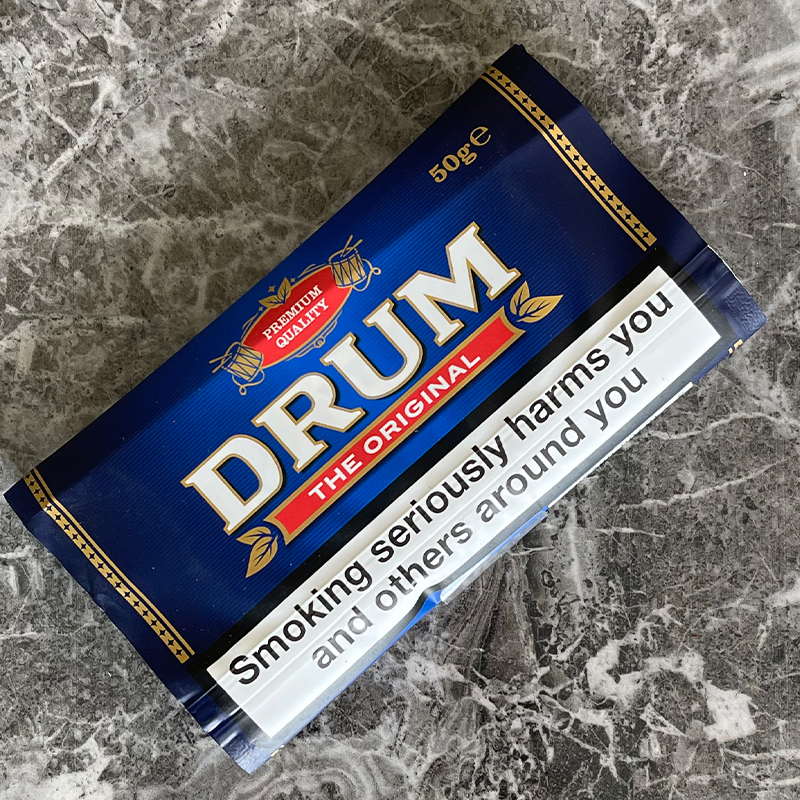 50g℮
PREMIUM
QUALITY
DRUM
THE ORIGINAL
Smoking seriously harms you
and others around you